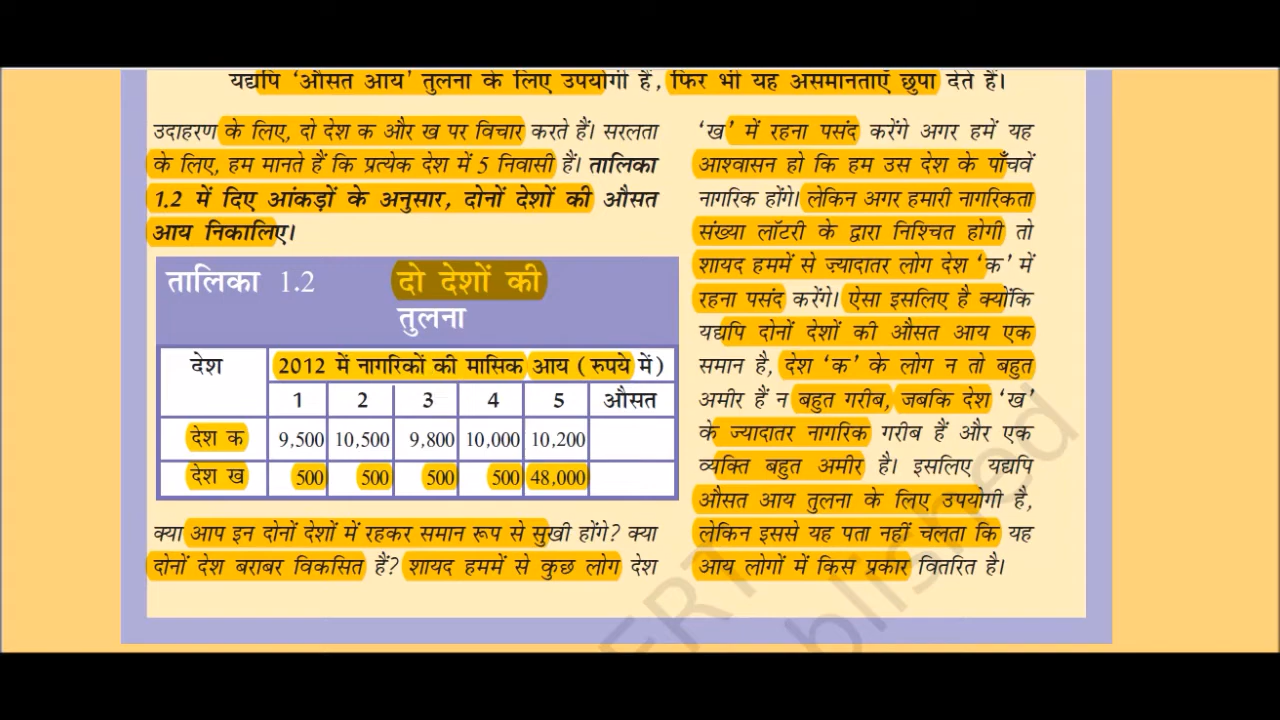 यद्यपि 'औसत आय' तुलना के लिए उपयोगी हैं, फिर भी यह असमानताएँ छुपा देते हैं।
उदाहरण के लिए, दो देश क और ख पर विचार करते हैं। सरलता
के लिए, हम मानते हैं कि प्रत्येक देश में 5 निवासी हैं। तालिका
1.2 में दिए आंकड़ों के अनुसार, दोनों देशों की औसत
आय निकालिए।
तालिका 1.2 दो देशों की
तुलना
देश 2012 में नागरिकों की मासिक आय (रुपये में)
1 2 3 4 5 औसत
देश क 9,500 10,500 9,800 10,000 10,200
देश ख 500 500 500 500 48,000
क्या आप इन दोनों देशों में रहकर समान रूप से सुखी होंगे? क्या
दोनों देश बराबर विकसित हैं? शायद हममें से कुछ लोग देश
'ख' में रहना पसंद करेंगे अगर हमें यह
आश्वासन हो कि हम उस देश के पाँचवें
नागरिक होंगे। लेकिन अगर हमारी नागरिकता
संख्या लॉटरी के द्वारा निश्चित होगी तो
शायद हममें से ज़्यादातर लोग देश 'क' में
रहना पसंद करेंगे। ऐसा इसलिए है क्योंकि
यद्यपि दोनों देशों की औसत आय एक
समान है, देश 'क' के लोग न तो बहुत
अमीर हैं न बहुत गरीब, जबकि देश 'ख'
के ज्यादातर नागरिक गरीब हैं और एक
व्यक्ति बहुत अमीर है। इसलिए यद्यपि
औसत आय तुलना के लिए उपयोगी है,
लेकिन इससे यह पता नहीं चलता कि यह
आय लोगों में किस प्रकार वितरित है।